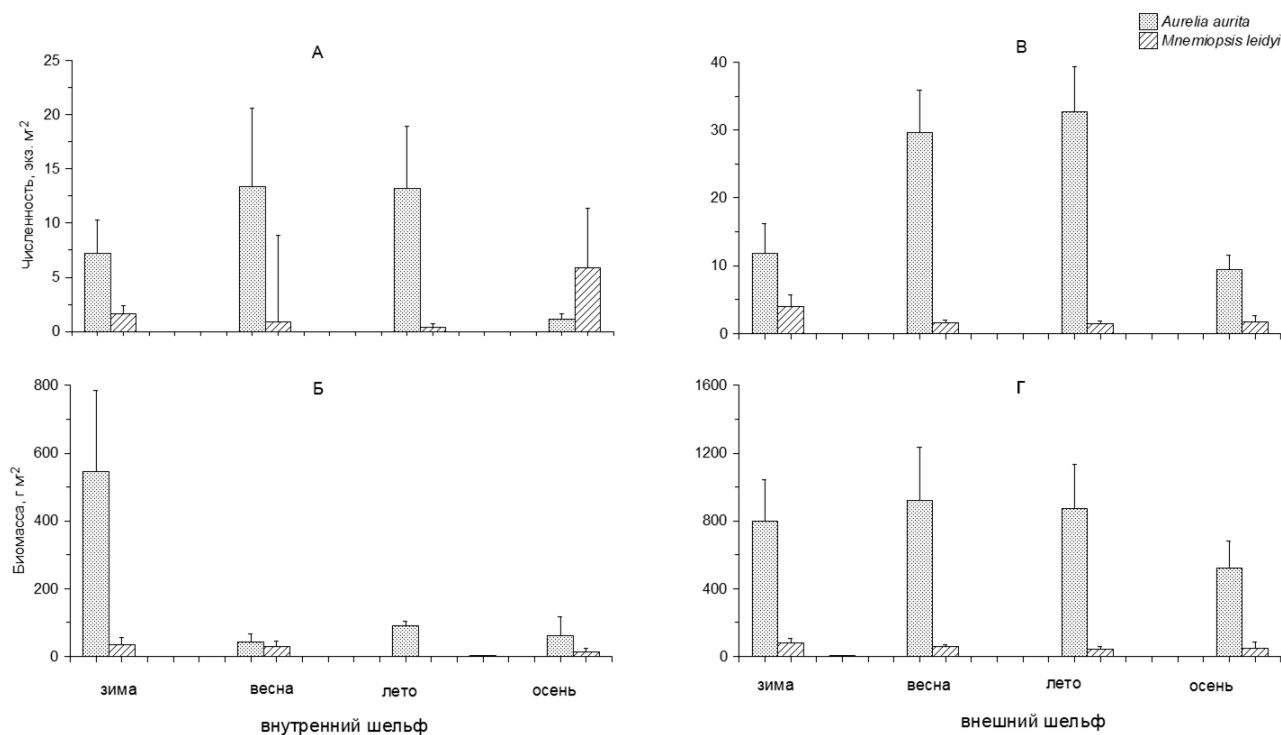 Aurelia aurita
Mnemiopsis leidyi
А
В
25
20
15
10
5
0
Численность, экз. м-2
40
30
20
10
0
Б
Г
800
600
400
200
0
Биомасса, г м-2
1600
1200
800
400
0
зима весна лето осень
внутренний шельф
зима весна лето осень
внешний шельф